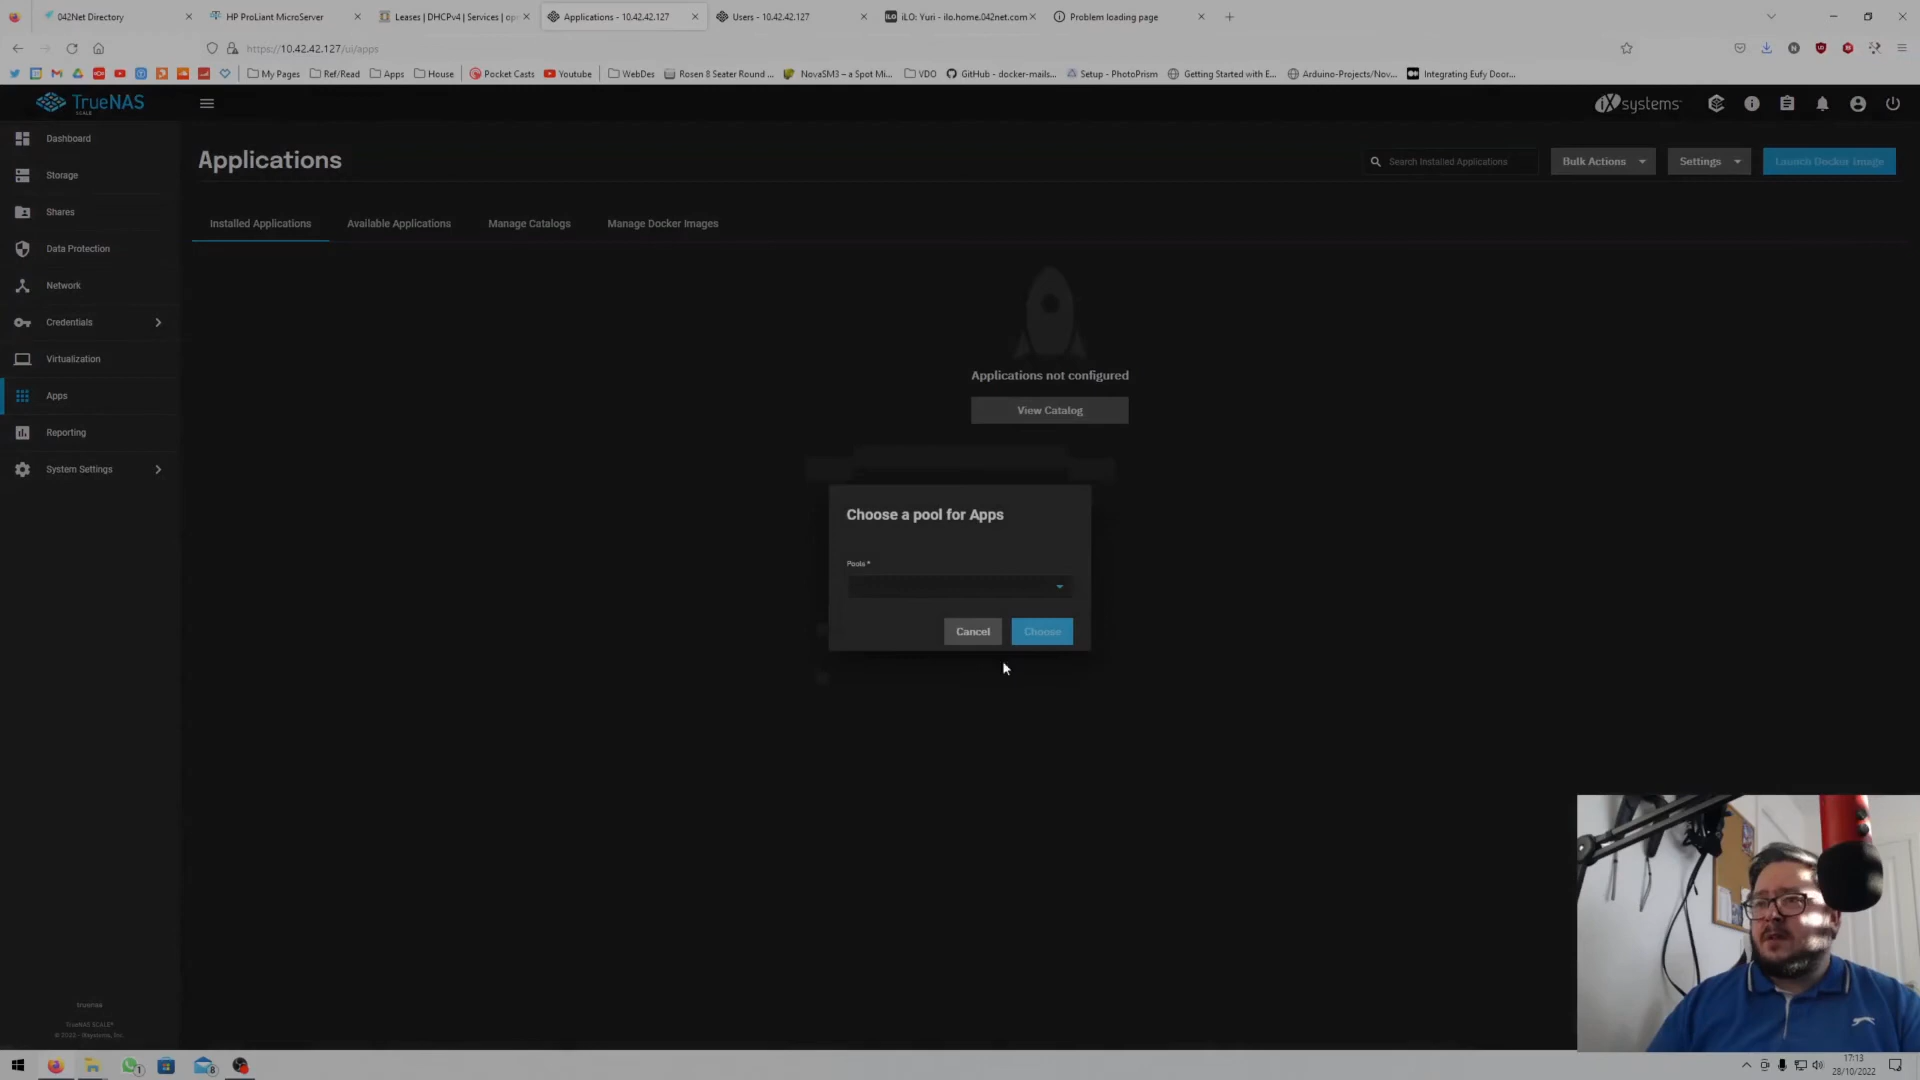 042Net Directory
HP ProLiant MicroServer
Leases | DHCPv4 | Services | op
Applications - 10.42.42.127
Users - 10.42.42.127
iLO: Yuri - ilo.home.042net.com
Problem loading page
https://10.42.42.127/ui/apps
My Pages
Ref/Read
Apps
House
Pocket Casts
Youtube
WebDes
Rosen 8 Seater Round ...
NovaSM3 – a Spot Mi...
VDO
GitHub - docker-mails...
Setup - PhotoPrism
Getting Started with E...
Arduino-Projects/Nov...
Integrating Eufy Door...
TrueNAS
SCALE
iXsystems
Dashboard
Storage
Shares
Data Protection
Network
Credentials
Virtualization
Apps
Reporting
System Settings
Applications
Search Installed Applications
Bulk Actions
Settings
Launch Docker Image
Installed Applications
Available Applications
Manage Catalogs
Manage Docker Images
Applications not configured
View Catalog
Choose a pool for Apps
Pools *
Cancel
Choose
truenas
TrueNAS SCALE®
17:13
28/10/2022